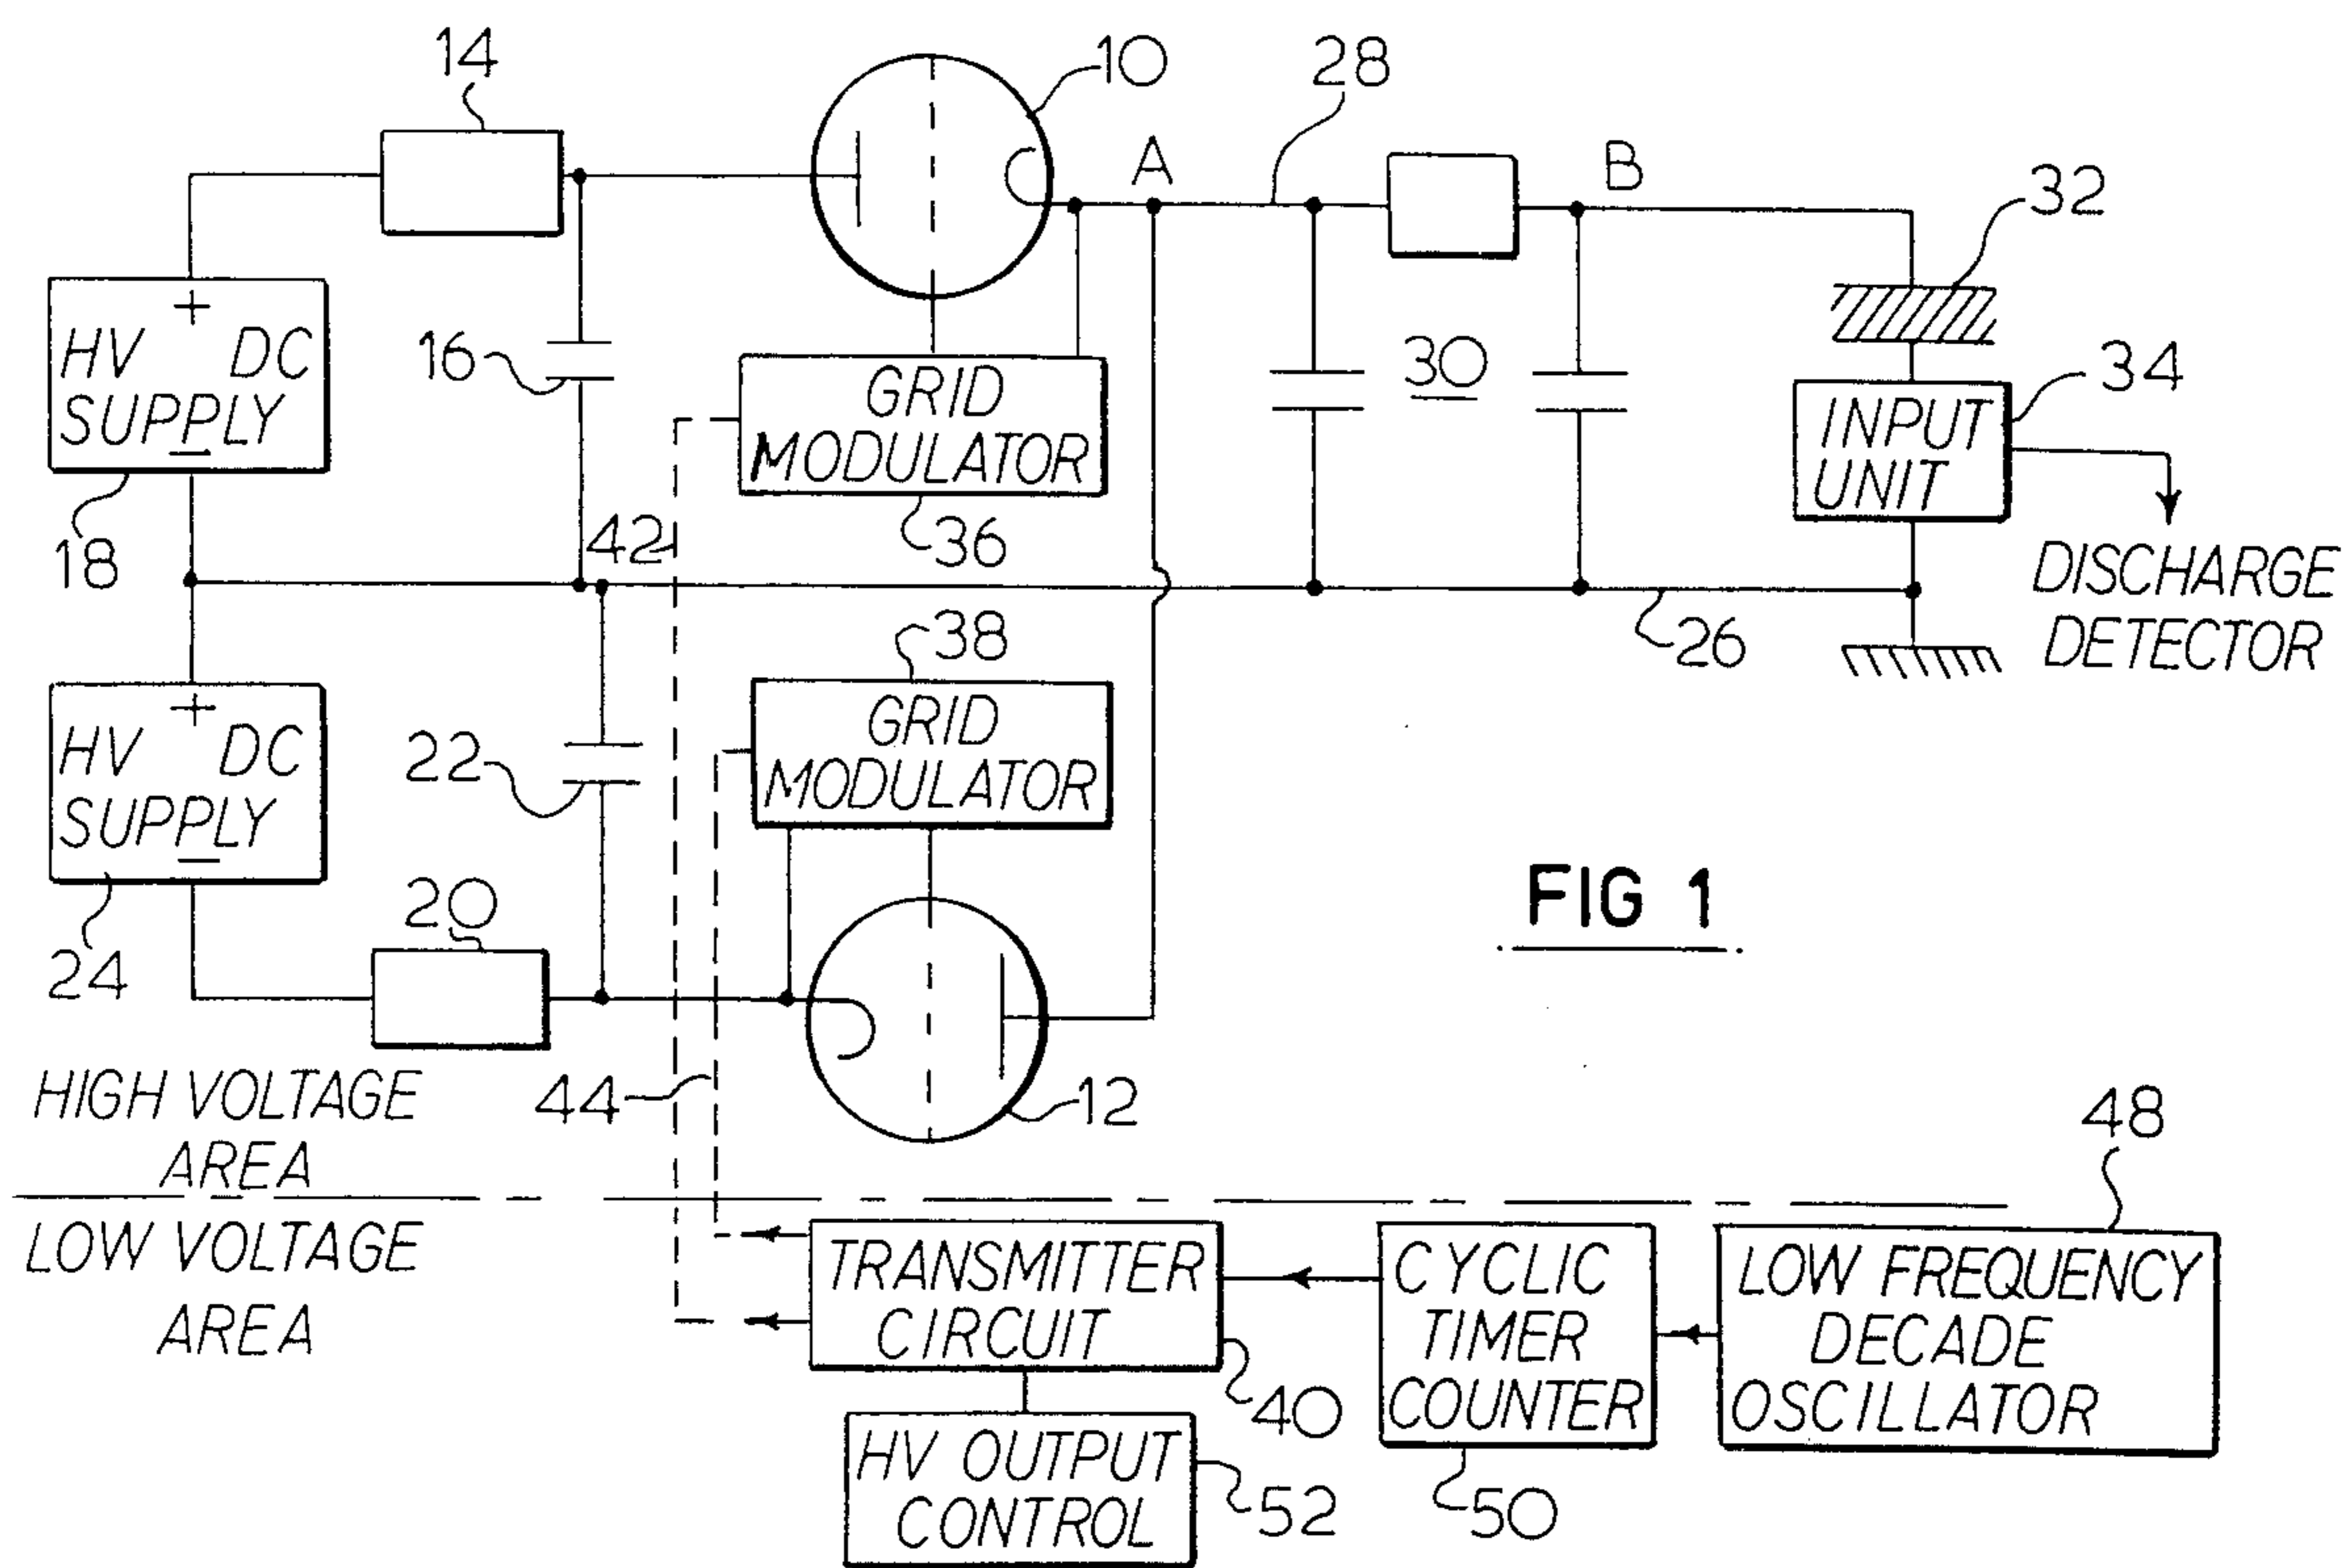 14
10
28
A
B
32
+
HV DC
SUPPLY
–
16
GRID
MODULATOR
30
34
INPUT
UNIT
18
42
36
DISCHARGE
DETECTOR
38
26
+
HV DC
SUPPLY
–
22
GRID
MODULATOR
20
24
FIG 1
44
12
HIGH VOLTAGE
AREA
48
LOW VOLTAGE
AREA
TRANSMITTER
CIRCUIT
CYCLIC
TIMER
COUNTER
LOW FREQUENCY
DECADE
OSCILLATOR
40
HV OUTPUT
CONTROL
52
50